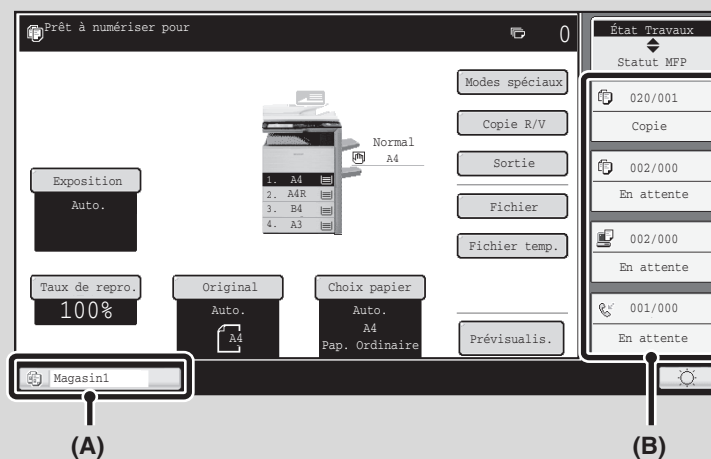 Prêt à numériser pour
0
État Travaux
Statut MFP
Modes spéciaux
020/001
Copie
Copie R/V
Normal
A4
Sortie
002/000
En attente
Exposition
Auto.
1. A4
2. A4R
3. B4
4. A3
Fichier
Fichier temp.
002/000
En attente
Taux de repro.
100%
Original
Auto.
A4
Choix papier
Auto.
A4
Pap. Ordinaire
Prévisualis.
001/000
En attente
Magasin1
(A)
(B)